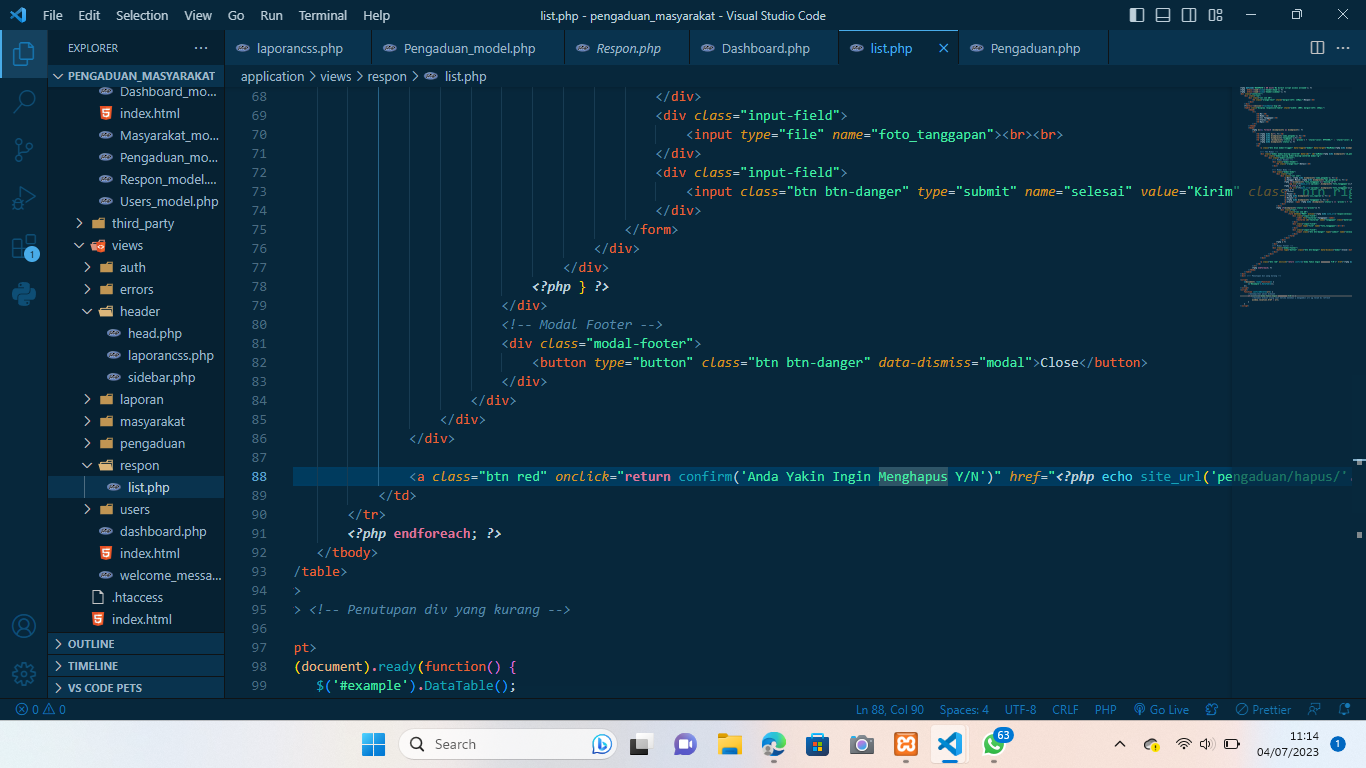 File Edit Selection View Go Run Terminal Help
list.php - pengaduan_masyarakat - Visual Studio Code
EXPLORER
laporancss.php Pengaduan_model.php Respon.php Dashboard.php list.php Pengaduan.php
PENGADUAN_MASYARAKAT
application > views > respon > list.php
Dashboard_mo...
index.html
Masyarakat_mo...
Pengaduan_mo...
Respon_model....
Users_model.php
third_party
views
auth
errors
header
head.php
laporancss.php
sidebar.php
laporan
masyarakat
pengaduan
respon
list.php
users
dashboard.php
index.html
welcome_messa...
.htaccess
index.html
OUTLINE
TIMELINE
VS CODE PETS
1
68 </div>
69 <div class="input-field">
70 <input type="file" name="foto_tanggapan"><br><br>
71 </div>
72 <div class="input-field">
73 <input class="btn btn-danger" type="submit" name="selesai" value="Kirim"
74 </div>
75 </form>
76 </div>
77 </div>
78 <?php } ?>
79 </div>
80 <!-- Modal Footer -->
81 <div class="modal-footer">
82 <button type="button" class="btn btn-danger" data-dismiss="modal">Close</button>
83 </div>
84 </div>
85 </div>
86 </div>
87
88 <a class="btn red" onclick="return confirm('Anda Yakin Ingin Menghapus Y/N')" href="<?php echo site_url('pengaduan/hapus/'
89 </td>
90 </tr>
91 <?php endforeach; ?>
92 </tbody>
93 /table>
94 >
95 > <!-- Penutupan div yang kurang -->
96
97 pt>
98 (document).ready(function() {
99 $('#example').DataTable();
0 0 Ln 88, Col 90 Spaces: 4 UTF-8 CRLF PHP Go Live Prettier
Search
63
11:14
04/07/2023
1